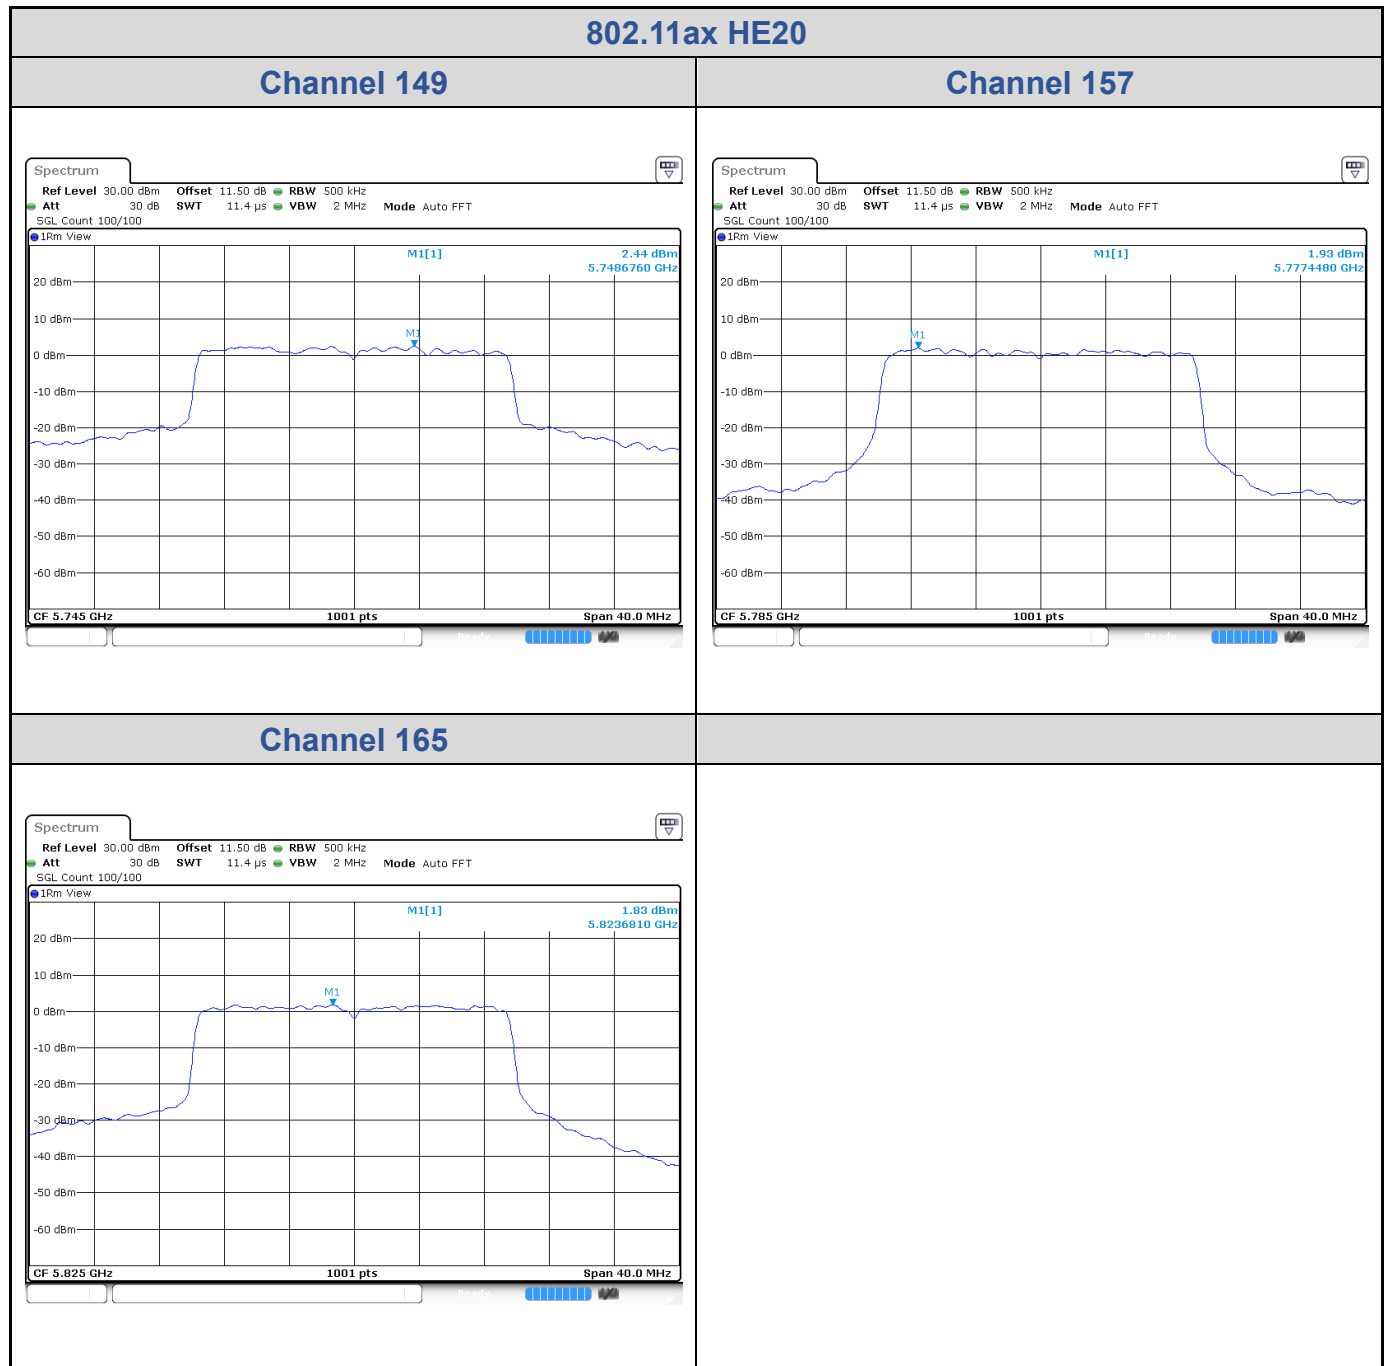 802.11ax HE20
Channel 149
Channel 157
Spectrum
Ref Level 30.00 dBm Offset 11.50 dB RBW 500 kHz
Att 30 dB SWT 11.4 µs VBW 2 MHz Mode Auto FFT
SGL Count 100/100
1Rm View
M1[1] 2.44 dBm
5.7486760 GHz
20 dBm
10 dBm
M1
0 dBm
-10 dBm
-20 dBm
-30 dBm
-40 dBm
-50 dBm
-60 dBm
CF 5.745 GHz 1001 pts Span 40.0 MHz
Ready
Spectrum
Ref Level 30.00 dBm Offset 11.50 dB RBW 500 kHz
Att 30 dB SWT 11.4 µs VBW 2 MHz Mode Auto FFT
SGL Count 100/100
1Rm View
M1[1] 1.93 dBm
5.7774480 GHz
20 dBm
10 dBm
M1
0 dBm
-10 dBm
-20 dBm
-30 dBm
-40 dBm
-50 dBm
-60 dBm
CF 5.785 GHz 1001 pts Span 40.0 MHz
Ready
Channel 165
Spectrum
Ref Level 30.00 dBm Offset 11.50 dB RBW 500 kHz
Att 30 dB SWT 11.4 µs VBW 2 MHz Mode Auto FFT
SGL Count 100/100
1Rm View
M1[1] 1.83 dBm
5.8236810 GHz
20 dBm
10 dBm
M1
0 dBm
-10 dBm
-20 dBm
-30 dBm
-40 dBm
-50 dBm
-60 dBm
CF 5.825 GHz 1001 pts Span 40.0 MHz
Ready